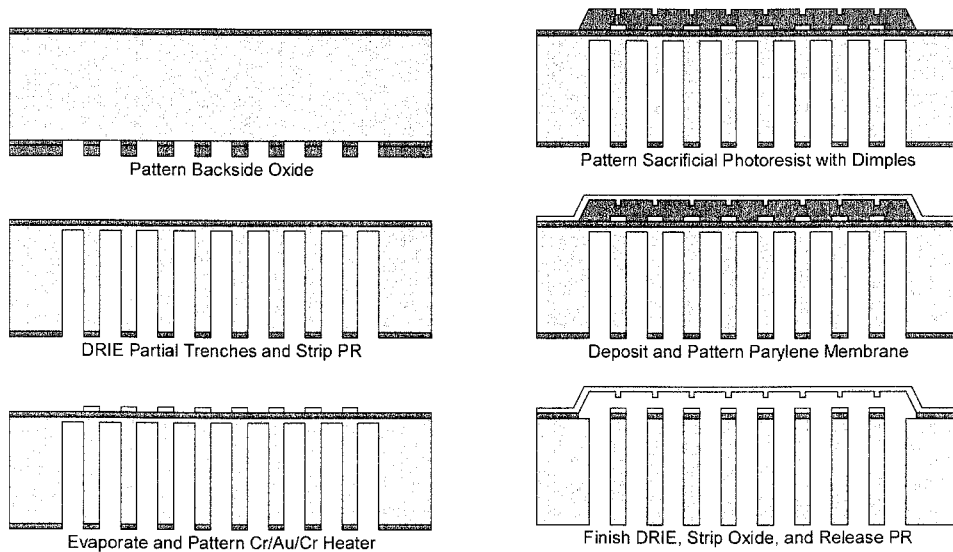 Pattern Backside Oxide
DRIE Partial Trenches and Strip PR
Evaporate and Pattern Cr/Au/Cr Heater
Pattern Sacrificial Photoresist with Dimples
Deposit and Pattern Parylene Membrane
Finish DRIE, Strip Oxide, and Release PR